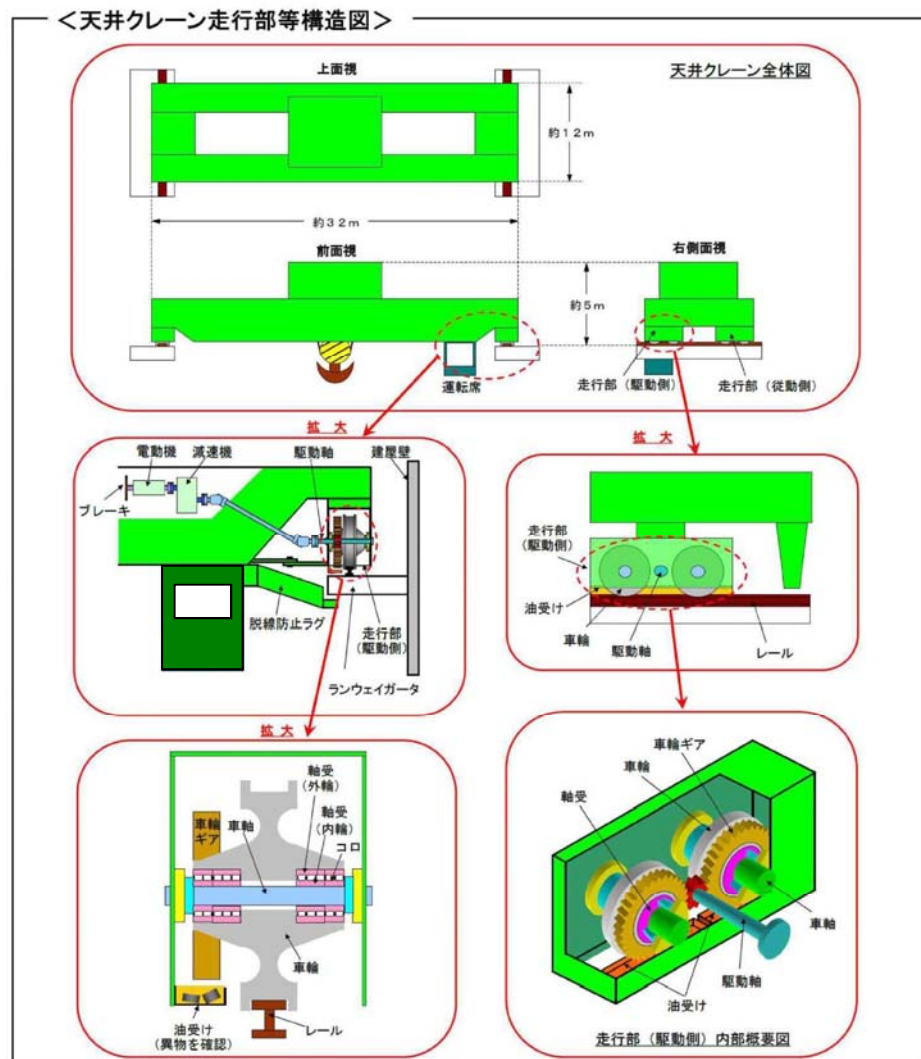 ＜天井クレーン走行部等構造図＞
上面視
天井クレーン全体図
約12m
約32m
前面視
右側面視
約5m
運転席
走行部（駆動側）
走行部（従動側）
拡大
拡大
電動機
減速機
駆動軸
建屋壁
ブレーキ
脱線防止ラグ
走行部
（駆動側）
ランウェイガータ
走行部
（駆動側）
油受け
車輪
駆動軸
レール
拡大
軸受
（外輪）
軸受
（内輪）
コロ
車軸
車輪
ギア
車輪
油受け
（異物を確認）
レール
車輪ギア
車輪
軸受
車軸
駆動軸
油受け
走行部（駆動側）内部概要図